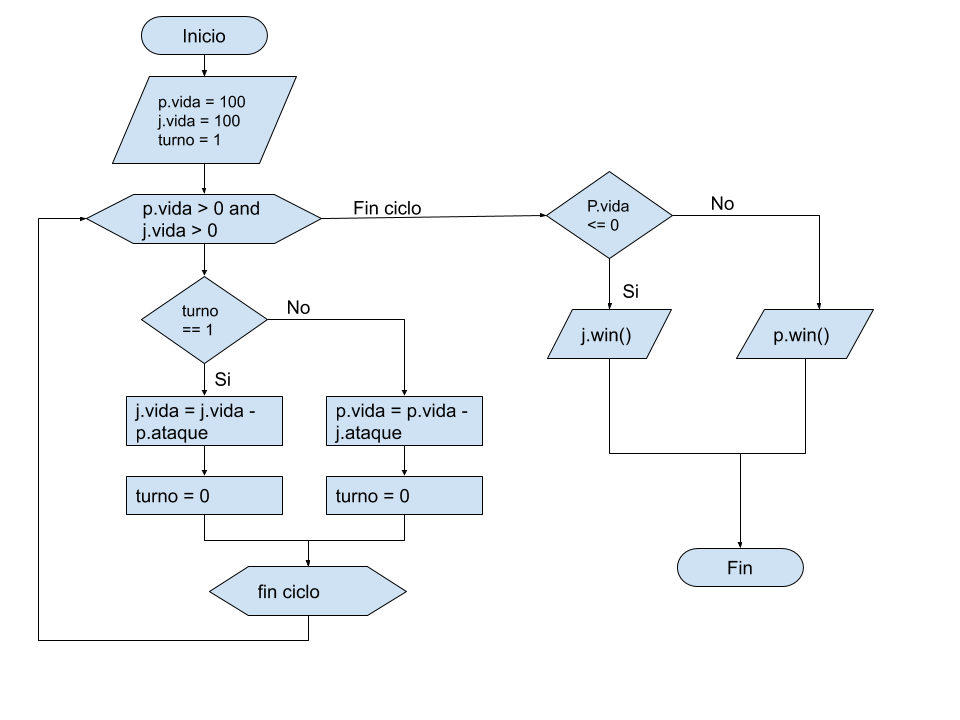 Inicio
p.vida = 100
j.vida = 100
turno = 1
p.vida > 0 and
j.vida > 0
Fin ciclo
P.vida
<= 0
No
Si
j.win()
p.win()
turno
== 1
No
Si
j.vida = j.vida -
p.ataque
p.vida = p.vida -
j.ataque
turno = 0
turno = 0
fin ciclo
Fin